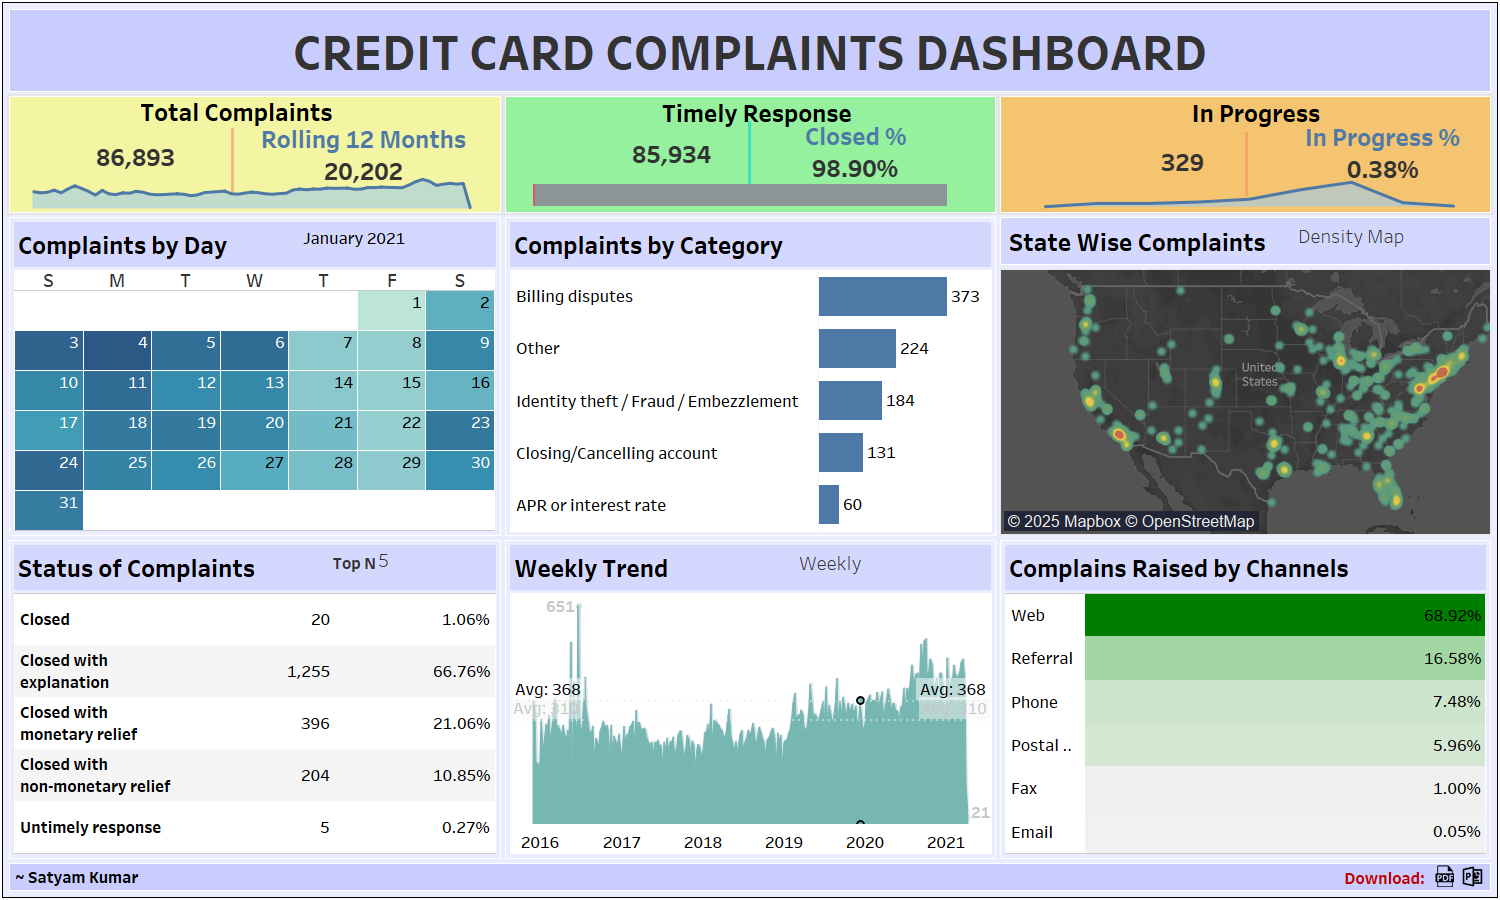 CREDIT CARD COMPLAINTS DASHBOARD
Total Complaints
86,893
Rolling 12 Months
20,202
Timely Response
85,934
Closed %
98.90%
In Progress
329
In Progress %
0.38%
Complaints by Day January 2021
S M T W T F S
1 2
3 4 5 6 7 8 9
10 11 12 13 14 15 16
17 18 19 20 21 22 23
24 25 26 27 28 29 30
31
Complaints by Category
Billing disputes 373
Other 224
Identity theft / Fraud / Embezzlement 184
Closing/Cancelling account 131
APR or interest rate 60
State Wise Complaints Density Map
United
States
© 2025 Mapbox © OpenStreetMap
Status of Complaints Top N 5
Closed 20 1.06%
Closed with
explanation 1,255 66.76%
Closed with
monetary relief 396 21.06%
Closed with
non-monetary relief 204 10.85%
Untimely response 5 0.27%
Weekly Trend Weekly
651
Avg: 368 Avg: 368
Avg: 310 Avg: 310
21
2016 2017 2018 2019 2020 2021
Complains Raised by Channels
Web 68.92%
Referral 16.58%
Phone 7.48%
Postal .. 5.96%
Fax 1.00%
Email 0.05%
~ Satyam Kumar
Download: PDF P